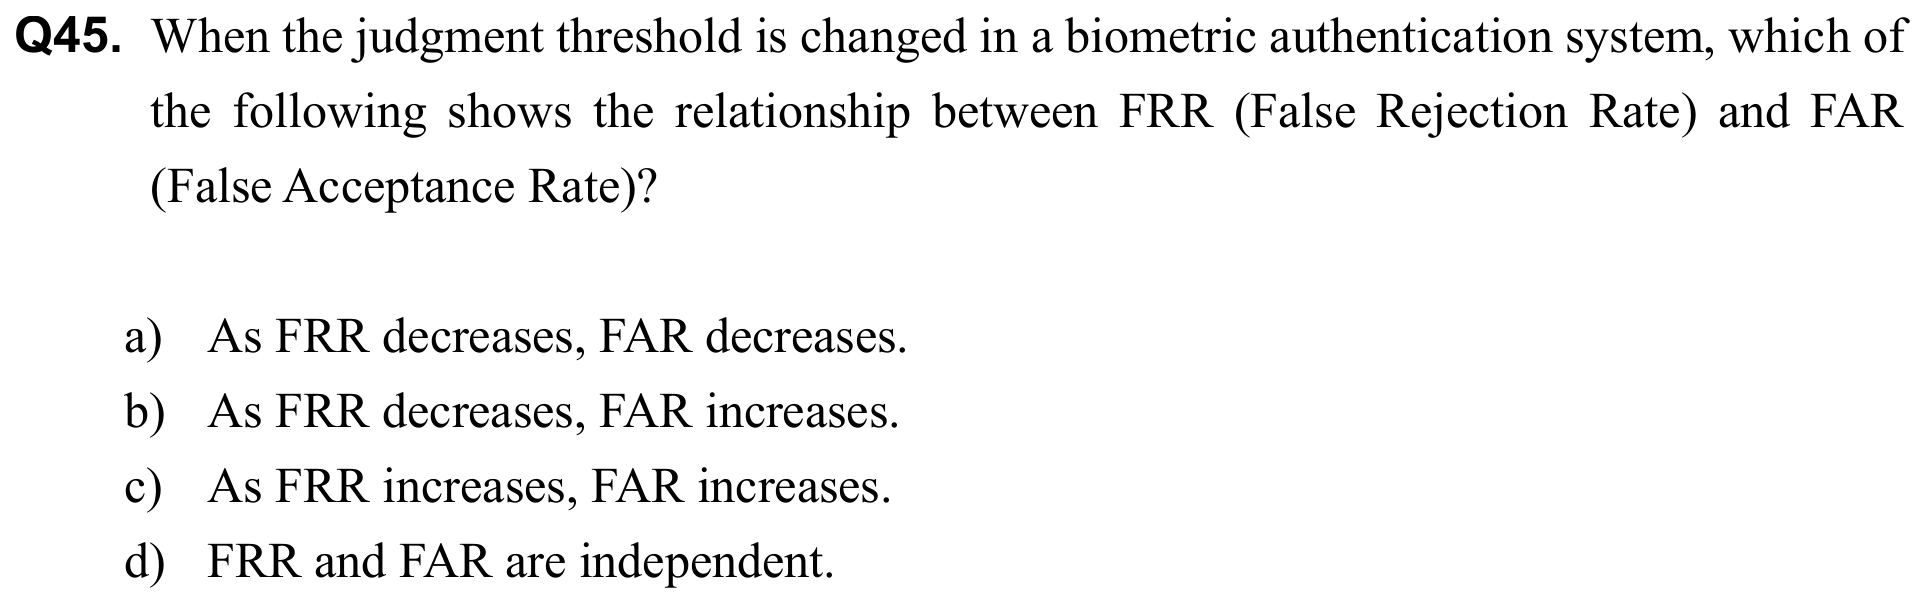 Q45. When the judgment threshold is changed in a biometric authentication system, which of
the following shows the relationship between FRR (False Rejection Rate) and FAR
(False Acceptance Rate)?
a) As FRR decreases, FAR decreases.
b) As FRR decreases, FAR increases.
c) As FRR increases, FAR increases.
d) FRR and FAR are independent.